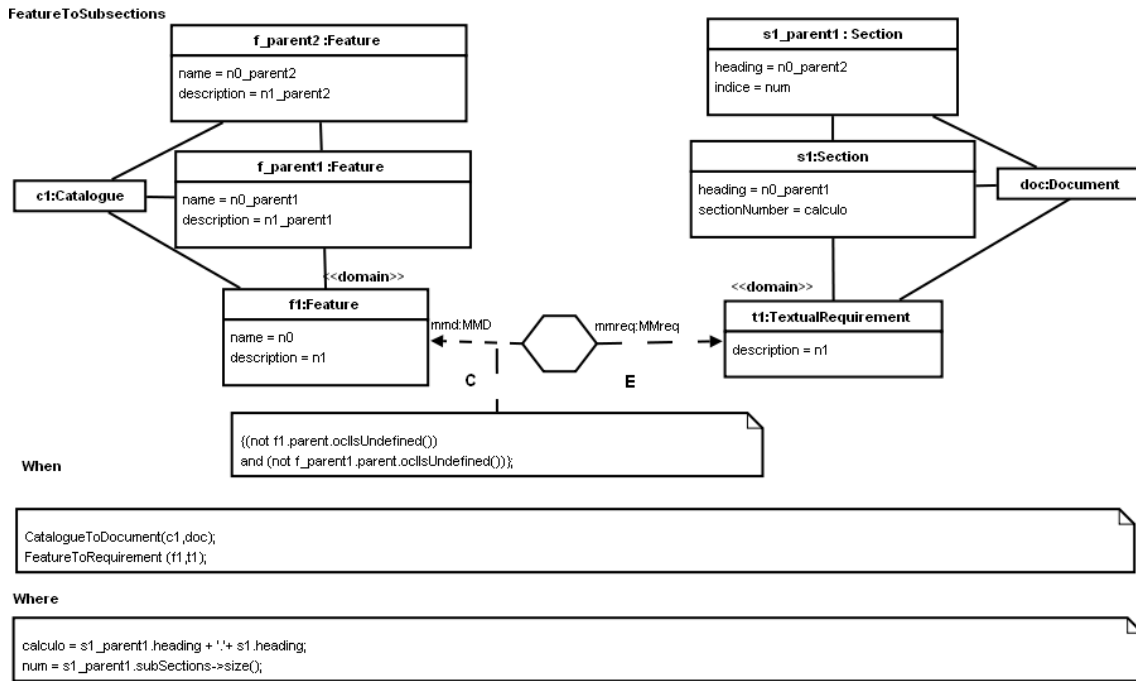 FeatureToSubsections
f_parent2 :Feature
name = n0_parent2
description = n1_parent2
s1_parent1 : Section
heading = n0_parent2
indice = num
f_parent1 :Feature
name = n0_parent1
description = n1_parent1
c1:Catalogue
s1:Section
heading = n0_parent1
sectionNumber = calculo
doc:Document
<<domain>>
f1:Feature
name = n0
description = n1
<<domain>>
t1:TextualRequirement
description = n1
mmd:MMD
mmreq:MMreq
C
E
{(not f1.parent.oclIsUndefined())
and (not f_parent1.parent.oclIsUndefined())};
When
CatalogueToDocument(c1,doc);
FeatureToRequirement (f1,t1);
Where
calculo = s1_parent1.heading + '.'+ s1.heading;
num = s1_parent1.subSections->size();